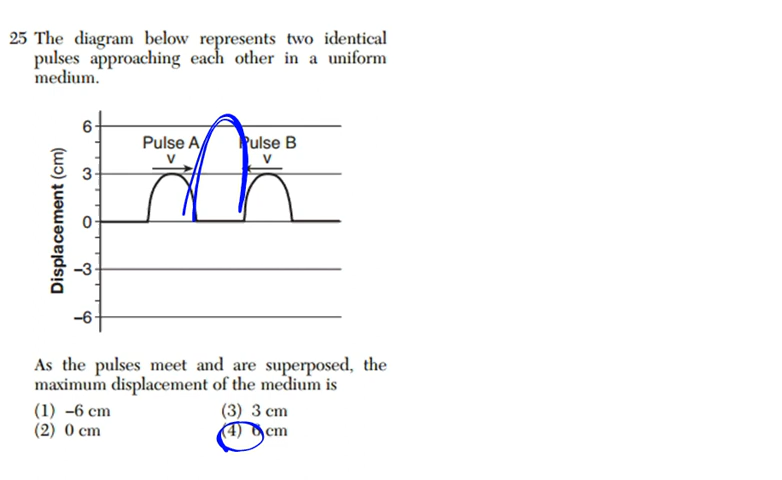 25 The diagram below represents two identical
pulses approaching each other in a uniform
medium.
6
Pulse A
Pulse B
v
v
3
0
−3
−6
Displacement (cm)
As the pulses meet and are superposed, the
maximum displacement of the medium is
(1) −6 cm
(3) 3 cm
(2) 0 cm
(4) 6 cm